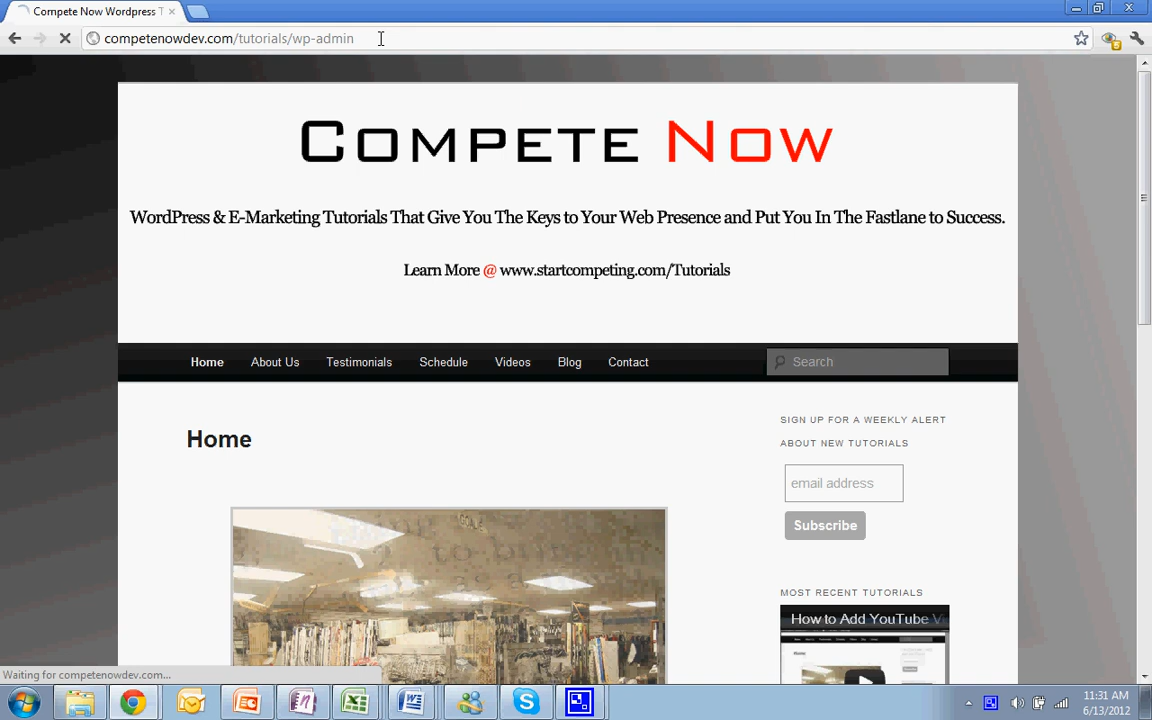 Compete Now Wordpress T
competenowdev.com/tutorials/wp-admin
Compete Now
WordPress & E-Marketing Tutorials That Give You The Keys to Your Web Presence and Put You In The Fastlane to Success.
Learn More @ www.startcompeting.com/Tutorials
Home About Us Testimonials Schedule Videos Blog Contact Search
Home
SIGN UP FOR A WEEKLY ALERT
ABOUT NEW TUTORIALS
email address
Subscribe
MOST RECENT TUTORIALS
How to Add YouTube V
Waiting for competenowdev.com...
11:31 AM
6/13/2012